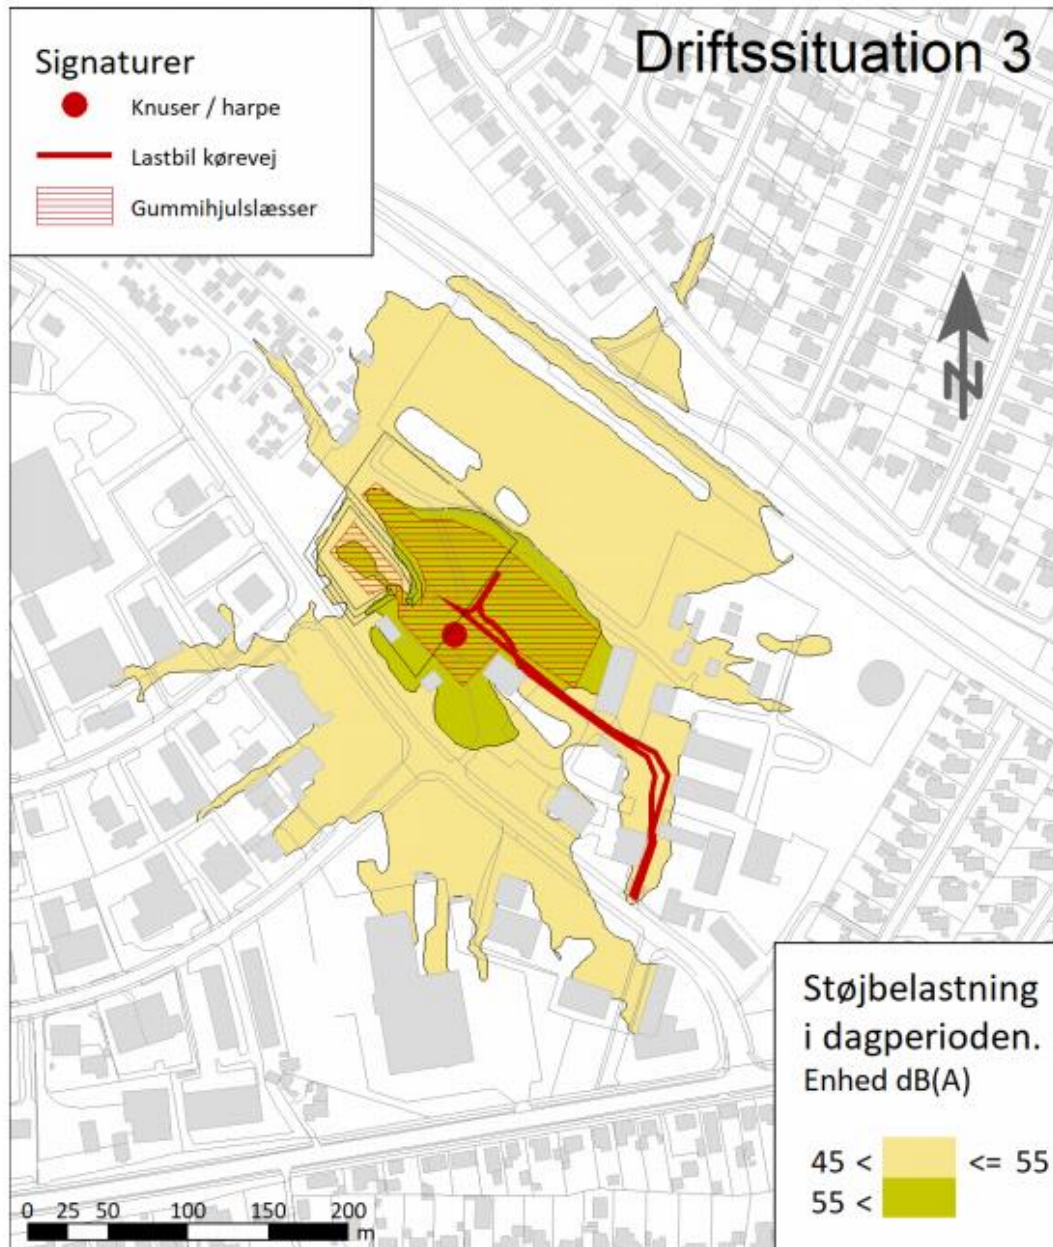 Driftssituation 3
Signaturer
Knuser / harpe
Lastbil kørevej
Gummihjulslæsser
N
Støjbelastning
i dagperioden.
Enhed dB(A)
45 < <= 55
55 <
0 25 50 100 150 200
m